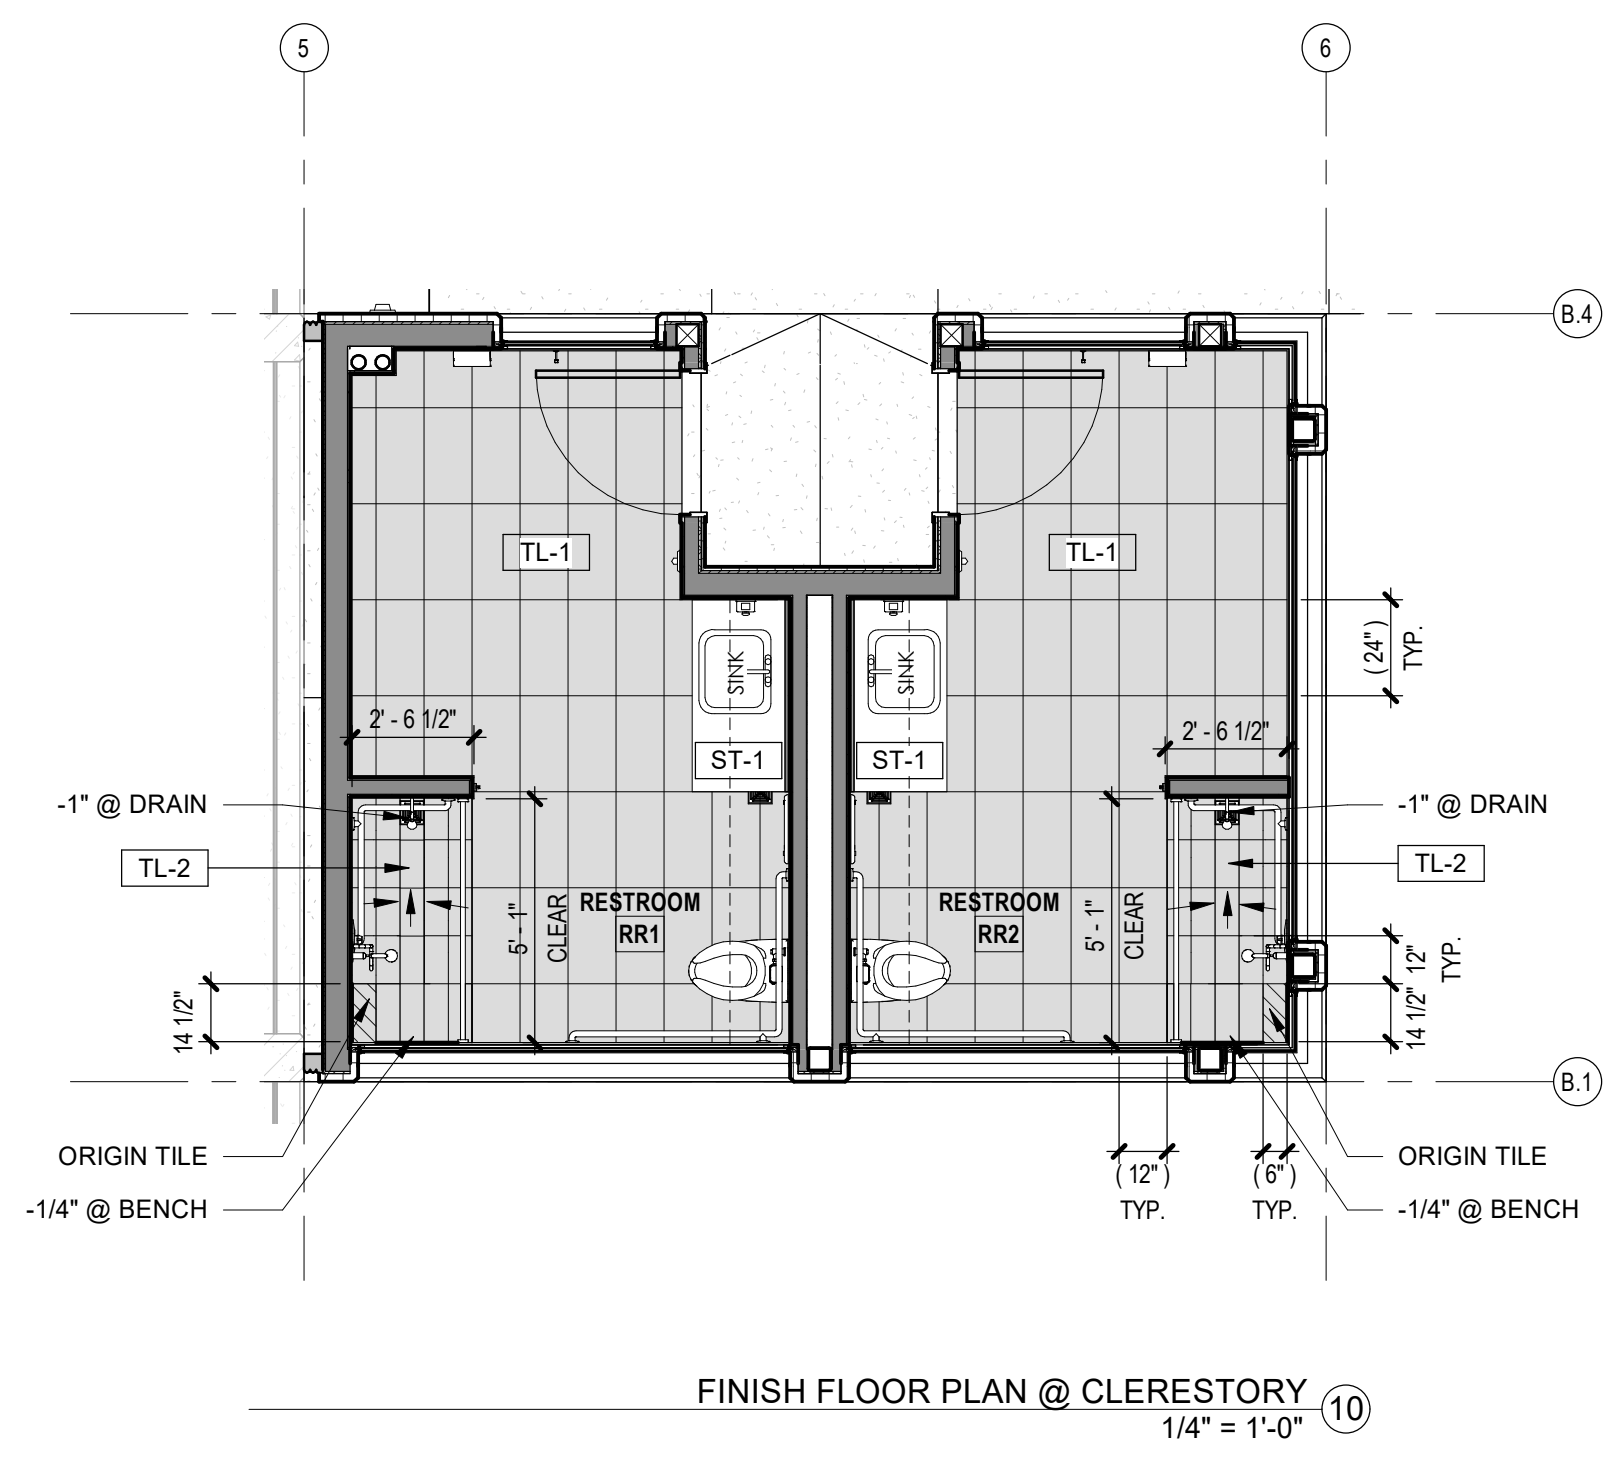 5
6
B.4
TL-1
TL-1
( 24" )
TYP.
SINK
SINK
2' - 6 1/2"
2' - 6 1/2"
ST-1
ST-1
-1" @ DRAIN
-1" @ DRAIN
TL-2
TL-2
5' - 1"
CLEAR
RESTROOM
RR1
RESTROOM
RR2
5' - 1"
CLEAR
12"
TYP.
14 1/2"
14 1/2"
B.1
ORIGIN TILE
ORIGIN TILE
( 12" )
TYP.
( 6" )
TYP.
-1/4" @ BENCH
-1/4" @ BENCH
FINISH FLOOR PLAN @ CLERESTORY
10
1/4" = 1'-0"